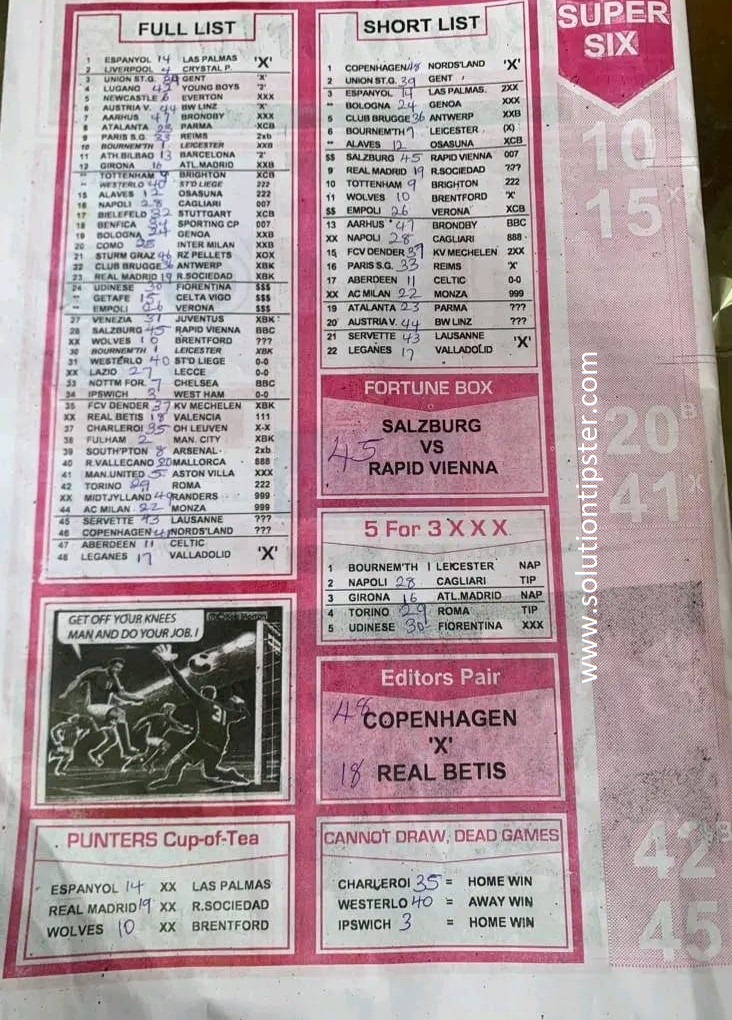 FULL LIST
1 ESPANYOL 14 LAS PALMAS 'X'
2 LIVERPOOL 4 CRYSTAL P.
3 UNION ST.G. 39 GENT 'X'
4 LUGANO 42 YOUNG BOYS '2'
5 NEWCASTLE 6 EVERTON XXX
6 AUSTRIA V. 44 BW LINZ 'X'
7 AARHUS 47 BRONDBY XXX
8 ATALANTA 23 PARMA XCB
9 PARIS S.G. 33 REIMS 2xb
10 BOURNEM'TH 1 LEICESTER XXB
11 ATH.BILBAO 13 BARCELONA '2'
12 GIRONA 16 ATL.MADRID XXB
** TOTTENHAM 9 BRIGHTON XCB
** WESTERLO 40 ST'D LIEGE 222
15 ALAVES 12 OSASUNA 222
16 NAPOLI 28 CAGLIARI 007
17 BIELEFELD 32 STUTTGART XCB
18 BENFICA SPORTING CP 007
19 BOLOGNA 24 GENOA XXB
20 COMO 25 INTER MILAN XXB
21 STURM GRAZ 46 RZ PELLETS XOX
22 CLUB BRUGGE 36 ANTWERP XBK
23 REAL MADRID 19 R.SOCIEDAD XBK
24 UDINESE 30 FIORENTINA $$$
** GETAFE 15 CELTA VIGO $$$
** EMPOLI 26 VERONA $$$
27 VENEZIA 31 JUVENTUS XBK
28 SALZBURG 45 RAPID VIENNA BBC
XX WOLVES 10 BRENTFORD ???
30 BOURNEM'TH 1 LEICESTER XBK
31 WESTERLO 40 ST'D LIEGE 0-0
XX LAZIO 27 LECCE 0-0
33 NOTTM FOR. 7 CHELSEA BBC
34 IPSWICH 3 WEST HAM 0-0
35 FCV DENDER 37 KV MECHELEN XBK
XX REAL BETIS 18 VALENCIA 111
37 CHARLEROI 35 OH LEUVEN X-X
38 FULHAM 2 MAN. CITY XBK
39 SOUTH'PTON 8 ARSENAL 2xb
40 R.VALLECANO 20 MALLORCA 888
41 MAN.UNITED 5 ASTON VILLA XXX
42 TORINO 29 ROMA 222
XX MIDTJYLLAND 49 RANDERS 999
44 AC MILAN 22 MONZA 999
45 SERVETTE 43 LAUSANNE ???
46 COPENHAGEN NORDS'LAND ???
47 ABERDEEN 11 CELTIC 'X'
48 LEGANES 17 VALLADOLID
GET OFF YOUR KNEES
MAN AND DO YOUR JOB.!
31
PUNTERS Cup-of-Tea
ESPANYOL 14 XX LAS PALMAS
REAL MADRID 19 XX R.SOCIEDAD
WOLVES 10 XX BRENTFORD
SHORT LIST
1 COPENHAGEN 48 NORDS'LAND 'X'
2 UNION ST.G. 39 GENT
3 ESPANYOL 14 LAS PALMAS. 2XX
** BOLOGNA 24 GENOA XXX
5 CLUB BRUGGE 36 ANTWERP XXB
6 BOURNEM'TH 1 LEICESTER (X)
** ALAVES 12 OSASUNA XCB
$$ SALZBURG 45 RAPID VIENNA 007
9 REAL MADRID 19 R.SOCIEDAD ???
10 TOTTENHAM 9 BRIGHTON 222
11 WOLVES 10 BRENTFORD 'X'
$$ EMPOLI 26 VERONA XCB
13 AARHUS 47 BRONDBY BBC
XX NAPOLI 28 CAGLIARI 888
15 FCV DENDER 37 KV MECHELEN 2XX
16 PARIS S.G. 33 REIMS 'X'
17 ABERDEEN 11 CELTIC 0-0
XX AC MILAN 22 MONZA 999
19 ATALANTA 23 PARMA ???
20 AUSTRIA V. 44 BW LINZ ???
21 SERVETTE 43 LAUSANNE 'X'
22 LEGANES 17 VALLADOLID
FORTUNE BOX
SALZBURG
45 VS
RAPID VIENNA
5 For 3 X X X
1 BOURNEM'TH 1 LEICESTER NAP
2 NAPOLI 28 CAGLIARI TIP
3 GIRONA 16 ATL.MADRID NAP
4 TORINO 29 ROMA TIP
5 UDINESE 30 FIORENTINA XXX
Editors Pair
48 COPENHAGEN
'X'
18 REAL BETIS
CANNOT DRAW, DEAD GAMES
CHARLEROI 35 = HOME WIN
WESTERLO 40 = AWAY WIN
IPSWICH 3 = HOME WIN
SUPER
SIX
10
15 X
20 B
41 X
42 B
45
www.solutiontipster.com